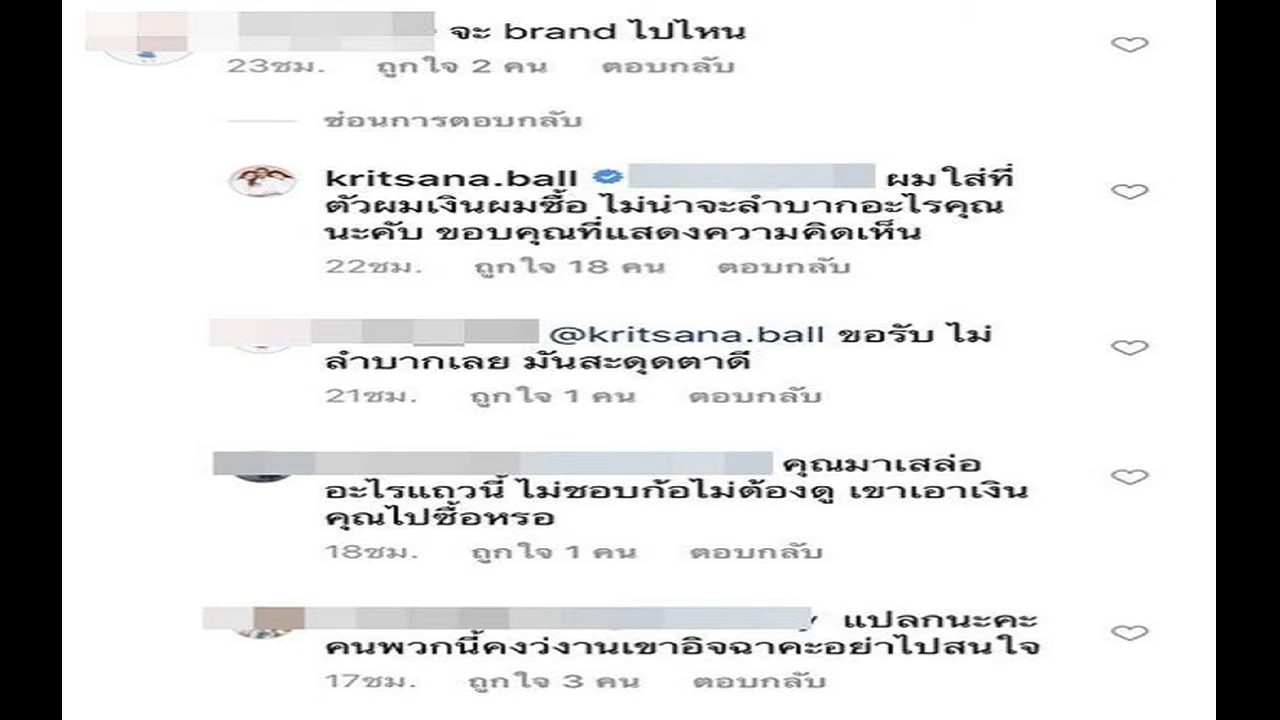 จะ brand ไปไหน
23ชม. ถูกใจ 2 คน ตอบกลับ
ซ่อนการตอบกลับ
kritsana.ball ผมใส่ที่
ตัวผมเงินผมซื้อ ไม่น่าจะลำบากอะไรคุณ
นะคับ ขอบคุณที่แสดงความคิดเห็น
22ชม. ถูกใจ 18 คน ตอบกลับ
@kritsana.ball ขอรับ ไม่
ลำบากเลย มันสะดุดตาดี
21ชม. ถูกใจ 1 คน ตอบกลับ
คุณมาเสล่อ
อะไรแถวนี้ ไม่ชอบก้อไม่ต้องดู เขาเอาเงิน
คุณไปซื้อหรอ
18ชม. ถูกใจ 1 คน ตอบกลับ
แปลกนะคะ
คนพวกนี้คงว่งานเขาอิจฉาคะอย่าไปสนใจ
17ชม. ถูกใจ 3 คน ตอบกลับ